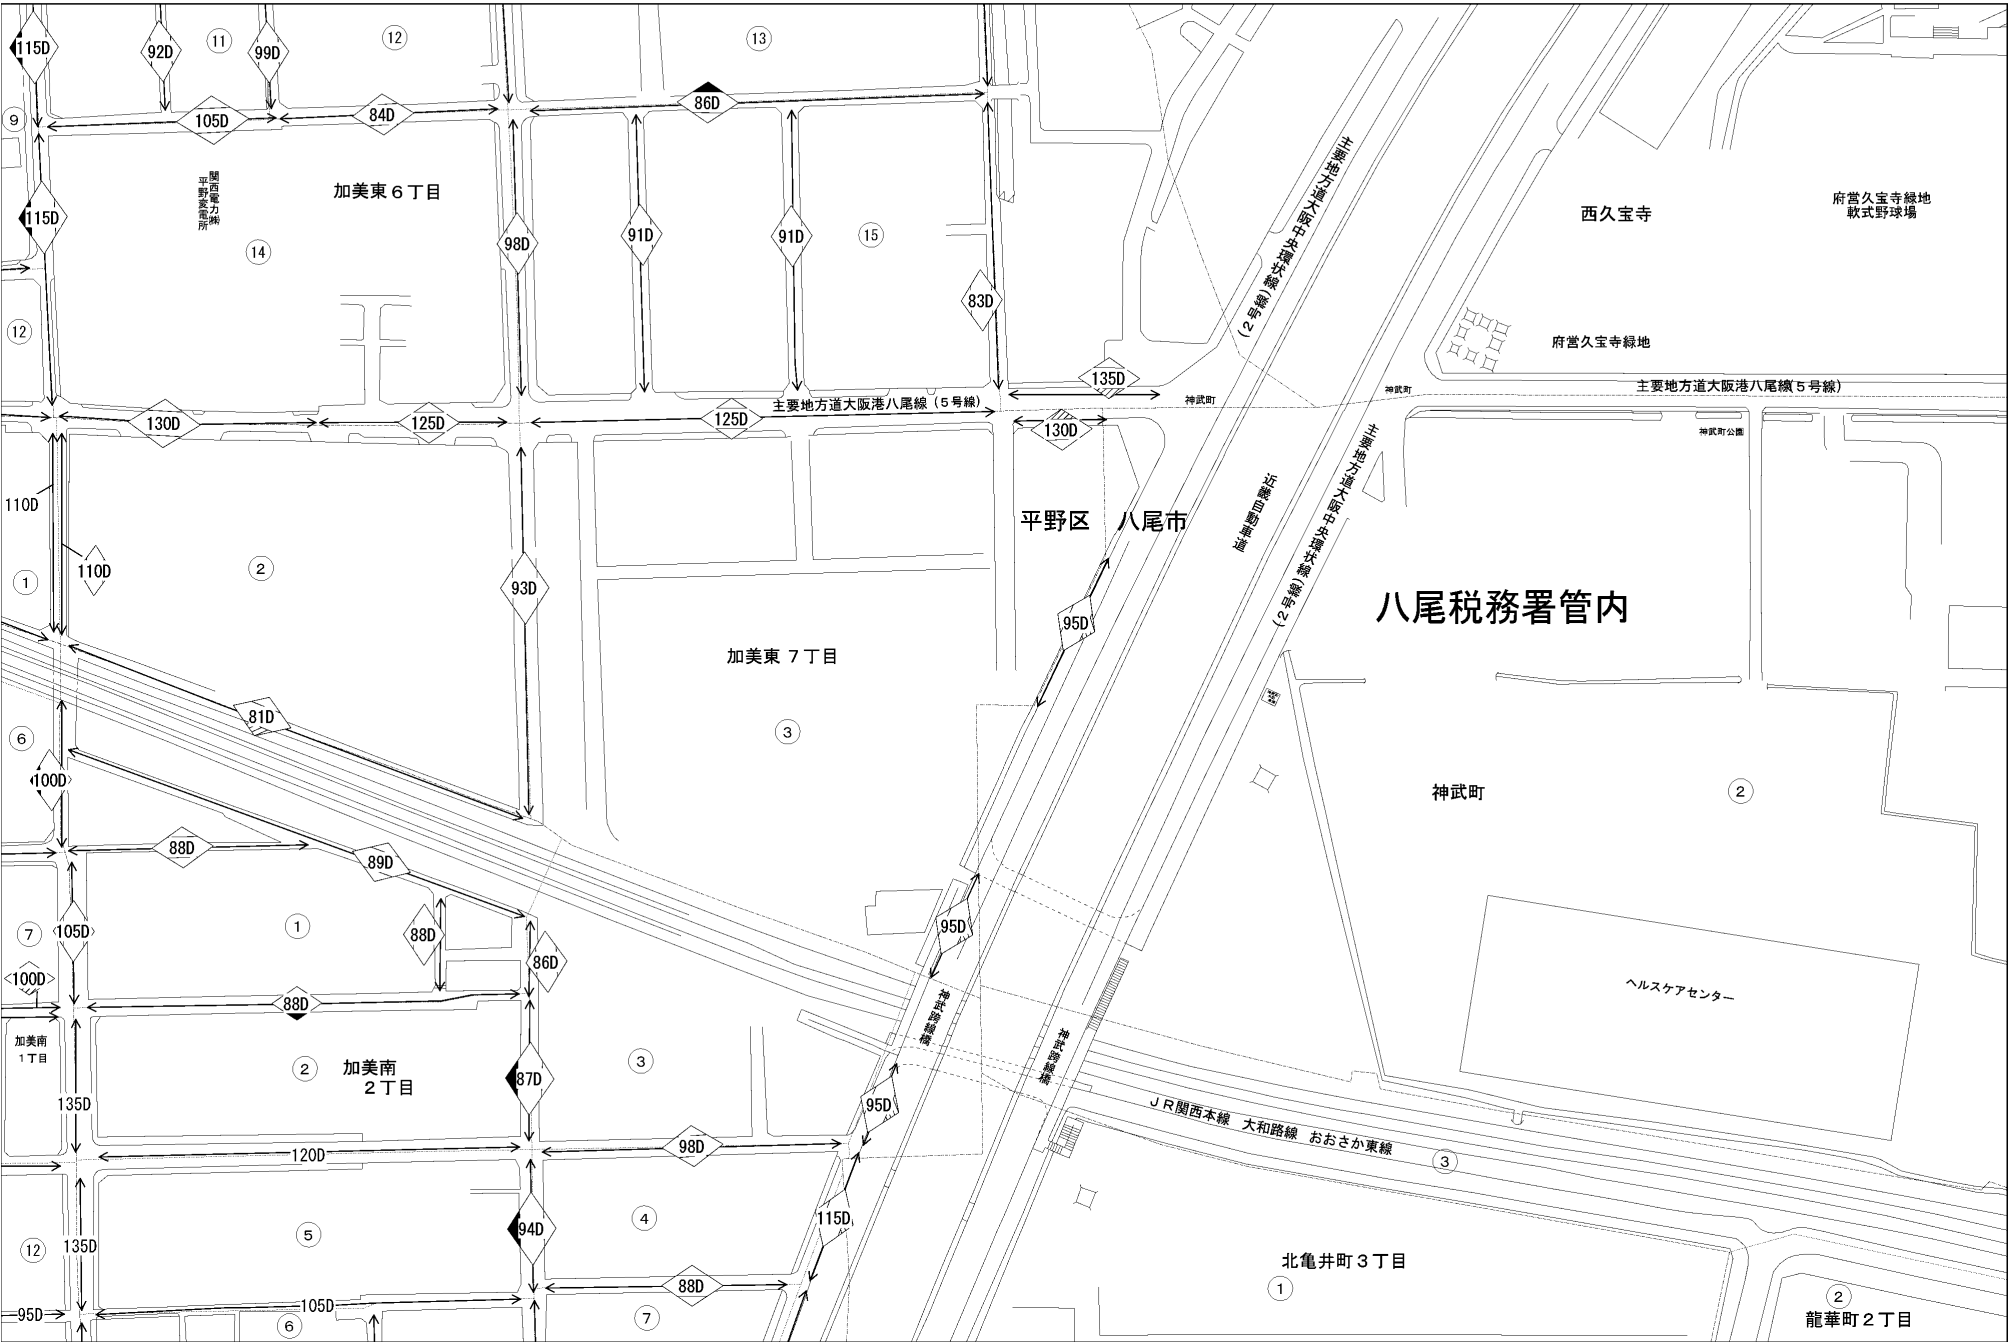 115D
92D
⑪
99D
⑫
⑬
⑨
105D
84D
86D
115D
関西電力㈱
平野変電所
加美東6丁目
⑭
98D
91D
91D
⑮
83D
主要地方道大阪中央環状線
(2号線)
西久宝寺
府営久宝寺緑地
軟式野球場
府営久宝寺緑地
⑫
130D
125D
125D
主要地方道大阪港八尾線(5号線)
135D
130D
神武町
神武町
主要地方道大阪港八尾線(5号線)
神武町公園
110D
110D
①
②
93D
平野区
八尾市
近畿自動車道
主要地方道大阪中央環状線
(2号線)
八尾税務署管内
95D
加美東7丁目
③
81D
⑥
100D
神武町
②
88D
89D
⑦
105D
①
88D
86D
95D
100D
88D
ヘルスケアセンター
加美南
1丁目
②
加美南
2丁目
87D
③
神武跨線橋
神武跨線橋
135D
120D
98D
95D
JR関西本線 大和路線 おおさか東線
③
⑫
135D
⑤
94D
④
115D
北亀井町3丁目
①
95D
105D
⑥
88D
⑦
②
龍華町2丁目